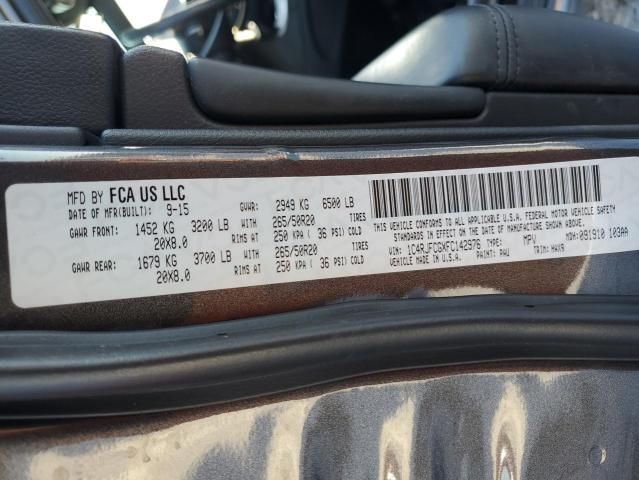 MFD BY FCA US LLC
DATE OF MFR(BUILT): 9-15 GVWR: 2949 KG 6500 LB
GAWR FRONT: 1452 KG 3200 LB WITH 265/50R20
20X8.0 RIMS AT 250 KPA ( 36 PSI) COLD
GAWR REAR: 1679 KG 3700 LB WITH 265/50R20
20X8.0 RIMS AT 250 KPA ( 36 PSI) COLD
THIS VEHICLE CONFORMS TO ALL APPLICABLE U.S.A. FEDERAL MOTOR VEHICLE SAFETY
STANDARDS IN EFFECT ON THE DATE OF MANUFACTURE SHOWN ABOVE.
VIN: 1C4RJFCGXFC142976 TYPE: MPV MDH: 091910 103AA
MADE IN U.S.A. PAINT: PAU TRIM: HAX9